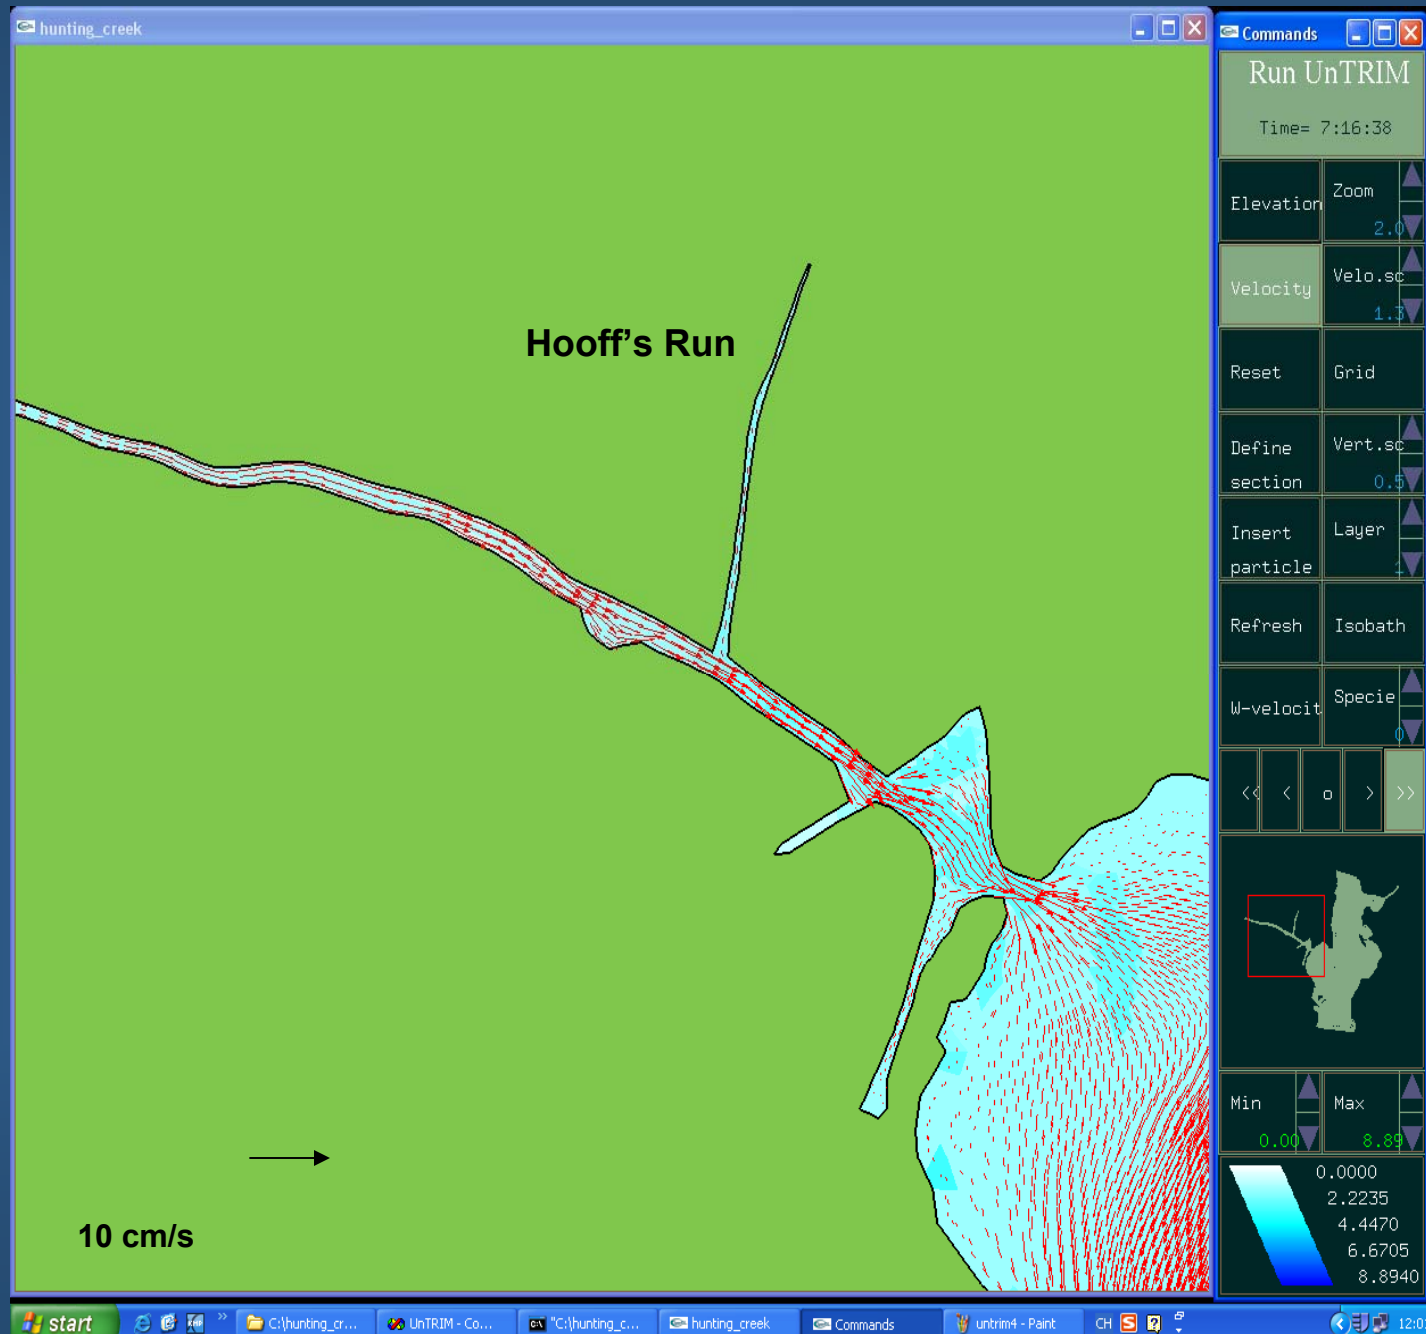 hunting_creek
Hooff's Run
10 cm/s
Commands
Run UnTRIM
Time= 7:16:38
Elevation
Zoom
2.0
Velocity
Velo.sc
1.3
Reset
Grid
Define
section
Vert.sc
0.5
Insert
particle
Layer
1
Refresh
Isobath
W-velocit
Specie
0
<< < o > >>
Min
0.00
Max
8.89
0.0000
2.2235
4.4470
6.6705
8.8940
start
C:\hunting_cr...
UnTRIM - Co...
"C:\hunting_c...
hunting_creek
Commands
untrim4 - Paint
CH
12:0